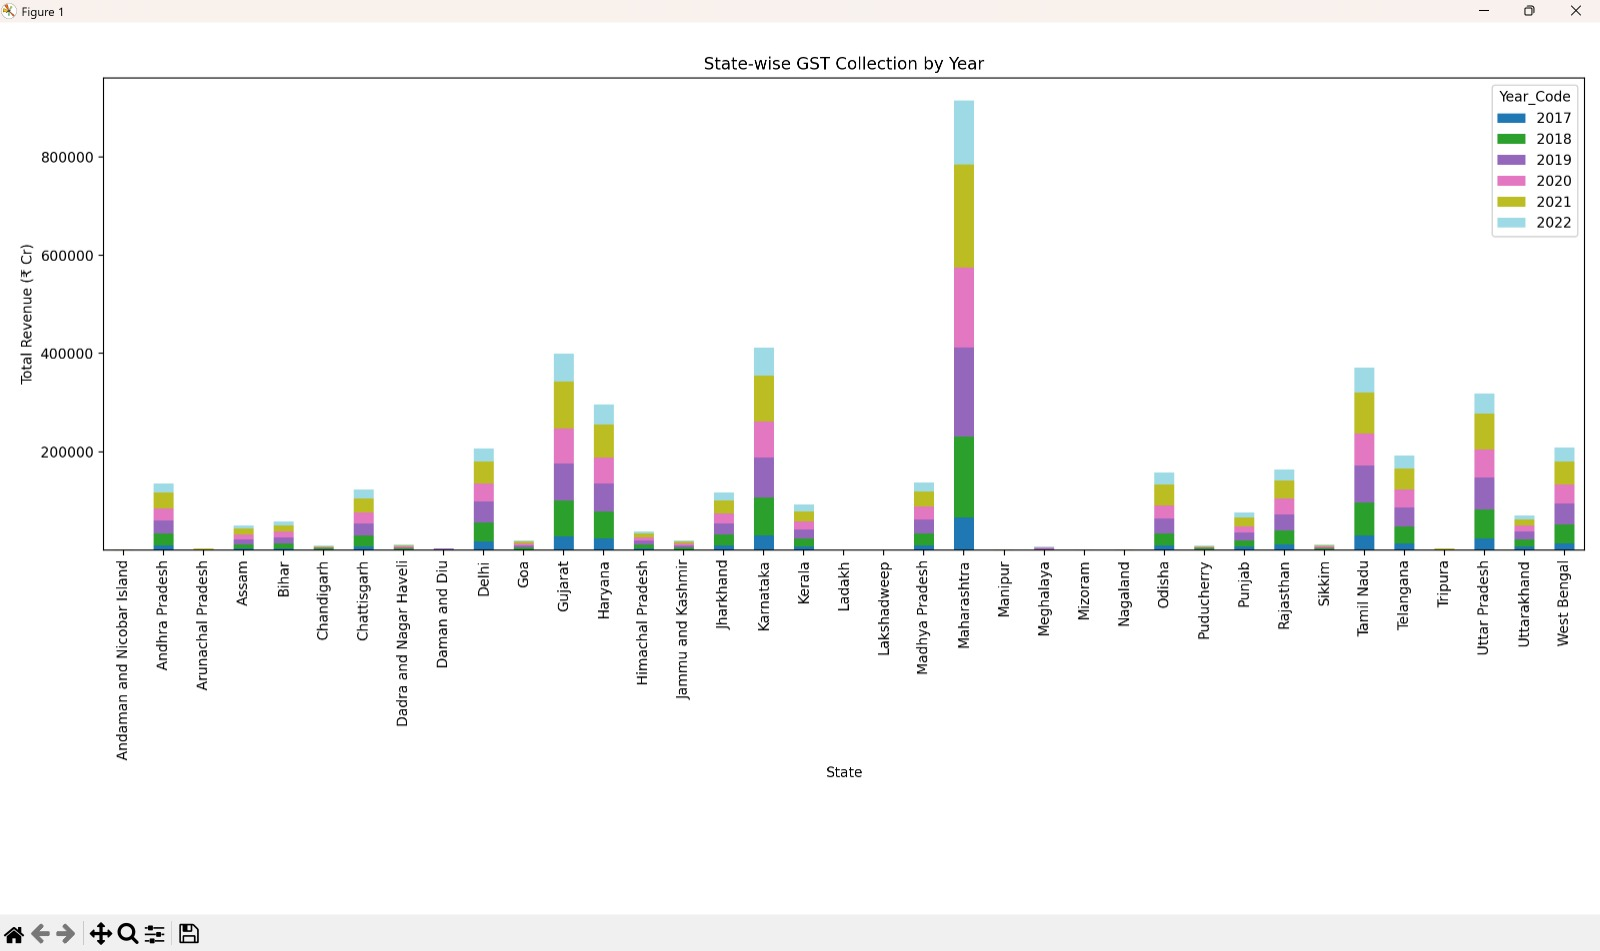 Figure 1
State-wise GST Collection by Year
Year_Code
2017
2018
2019
2020
2021
2022
800000
600000
400000
200000
Total Revenue (₹ Cr)
Andaman and Nicobar Island
Andhra Pradesh
Arunachal Pradesh
Assam
Bihar
Chandigarh
Chattisgarh
Dadra and Nagar Haveli
Daman and Diu
Delhi
Goa
Gujarat
Haryana
Himachal Pradesh
Jammu and Kashmir
Jharkhand
Karnataka
Kerala
Ladakh
Lakshadweep
Madhya Pradesh
Maharashtra
Manipur
Meghalaya
Mizoram
Nagaland
Odisha
Puducherry
Punjab
Rajasthan
Sikkim
Tamil Nadu
Telangana
Tripura
Uttar Pradesh
Uttarakhand
West Bengal
State